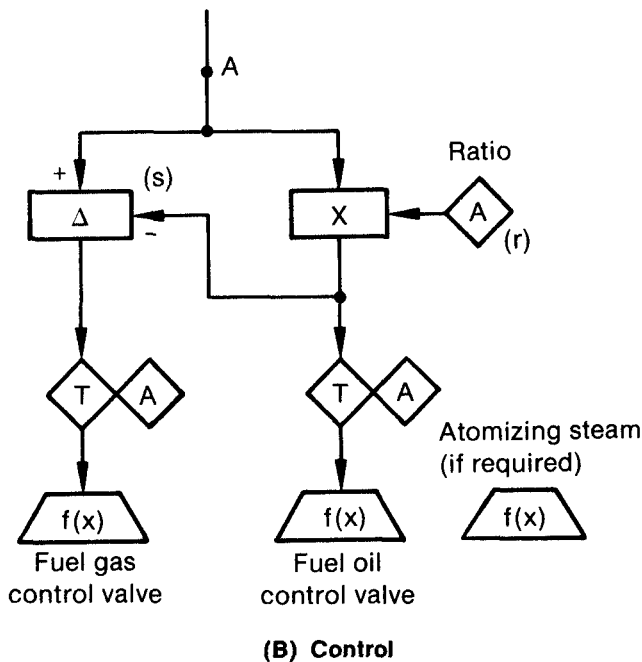 A
Ratio
+
(s)
Δ
−
X
A
(r)
T
A
T
A
Atomizing steam
(if required)
f(x)
f(x)
f(x)
Fuel gas
control valve
Fuel oil
control valve
(B) Control